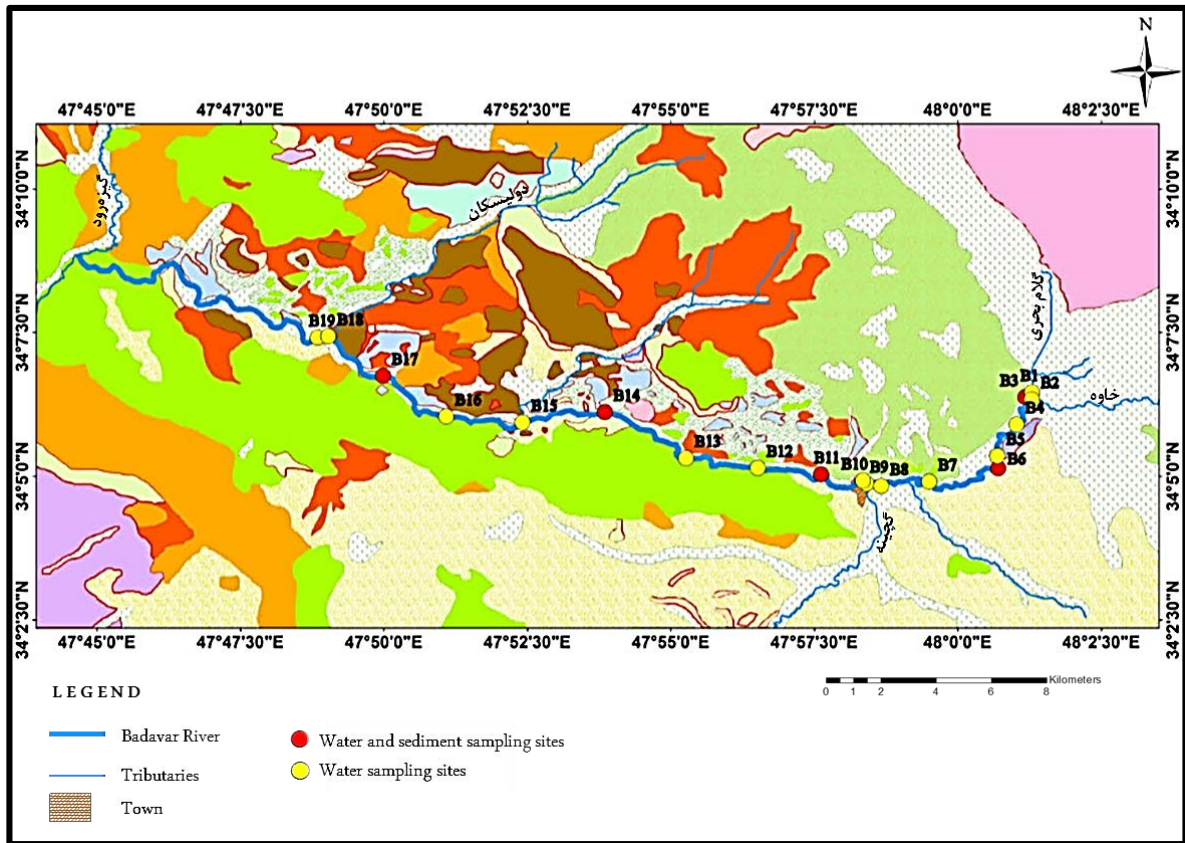 N
47°45'0"E 47°47'30"E 47°50'0"E 47°52'30"E 47°55'0"E 47°57'30"E 48°0'0"E 48°2'30"E
34°10'0"N
34°10'0"N
گیزه‌رود
دولیسکان
گلام بحری
34°7'30"N
34°7'30"N
B19 B18
B17
B3 B1 B2
خاوه
B16 B15 B14
B4
B13 B12 B11 B10 B9 B8 B7
B5
B6
34°5'0"N
34°5'0"N
گچینه
34°2'30"N
34°2'30"N
47°45'0"E 47°47'30"E 47°50'0"E 47°52'30"E 47°55'0"E 47°57'30"E 48°0'0"E 48°2'30"E
LEGEND
0 1 2 4 6 8 Kilometers
Badavar River
Water and sediment sampling sites
Tributaries
Water sampling sites
Town